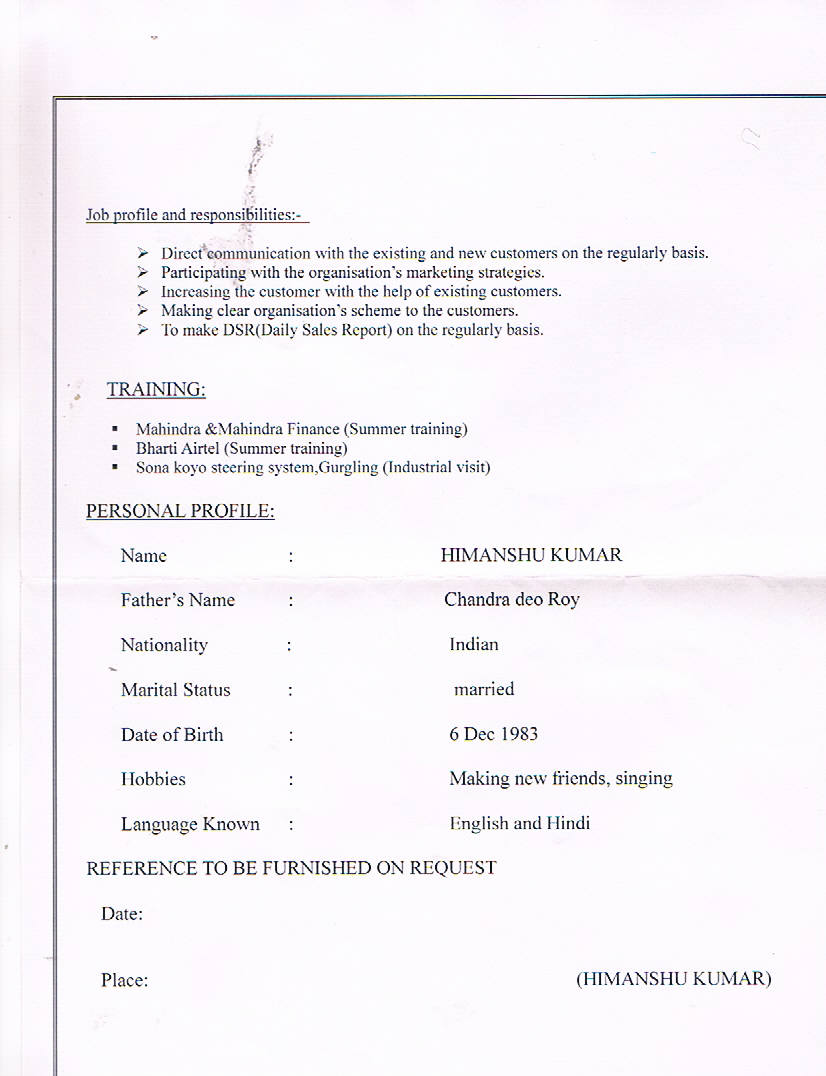 Job profile and responsibilities:-
➢ Direct communication with the existing and new customers on the regularly basis.
➢ Participating with the organisation's marketing strategies.
➢ Increasing the customer with the help of existing customers.
➢ Making clear organisation's scheme to the customers.
➢ To make DSR(Daily Sales Report) on the regularly basis.
TRAINING:
▪ Mahindra &Mahindra Finance (Summer training)
▪ Bharti Airtel (Summer training)
▪ Sona koyo steering system,Gurgling (Industrial visit)
PERSONAL PROFILE:
Name : HIMANSHU KUMAR
Father's Name : Chandra deo Roy
Nationality : Indian
Marital Status : married
Date of Birth : 6 Dec 1983
Hobbies : Making new friends, singing
Language Known : English and Hindi
REFERENCE TO BE FURNISHED ON REQUEST
Date:
Place: (HIMANSHU KUMAR)